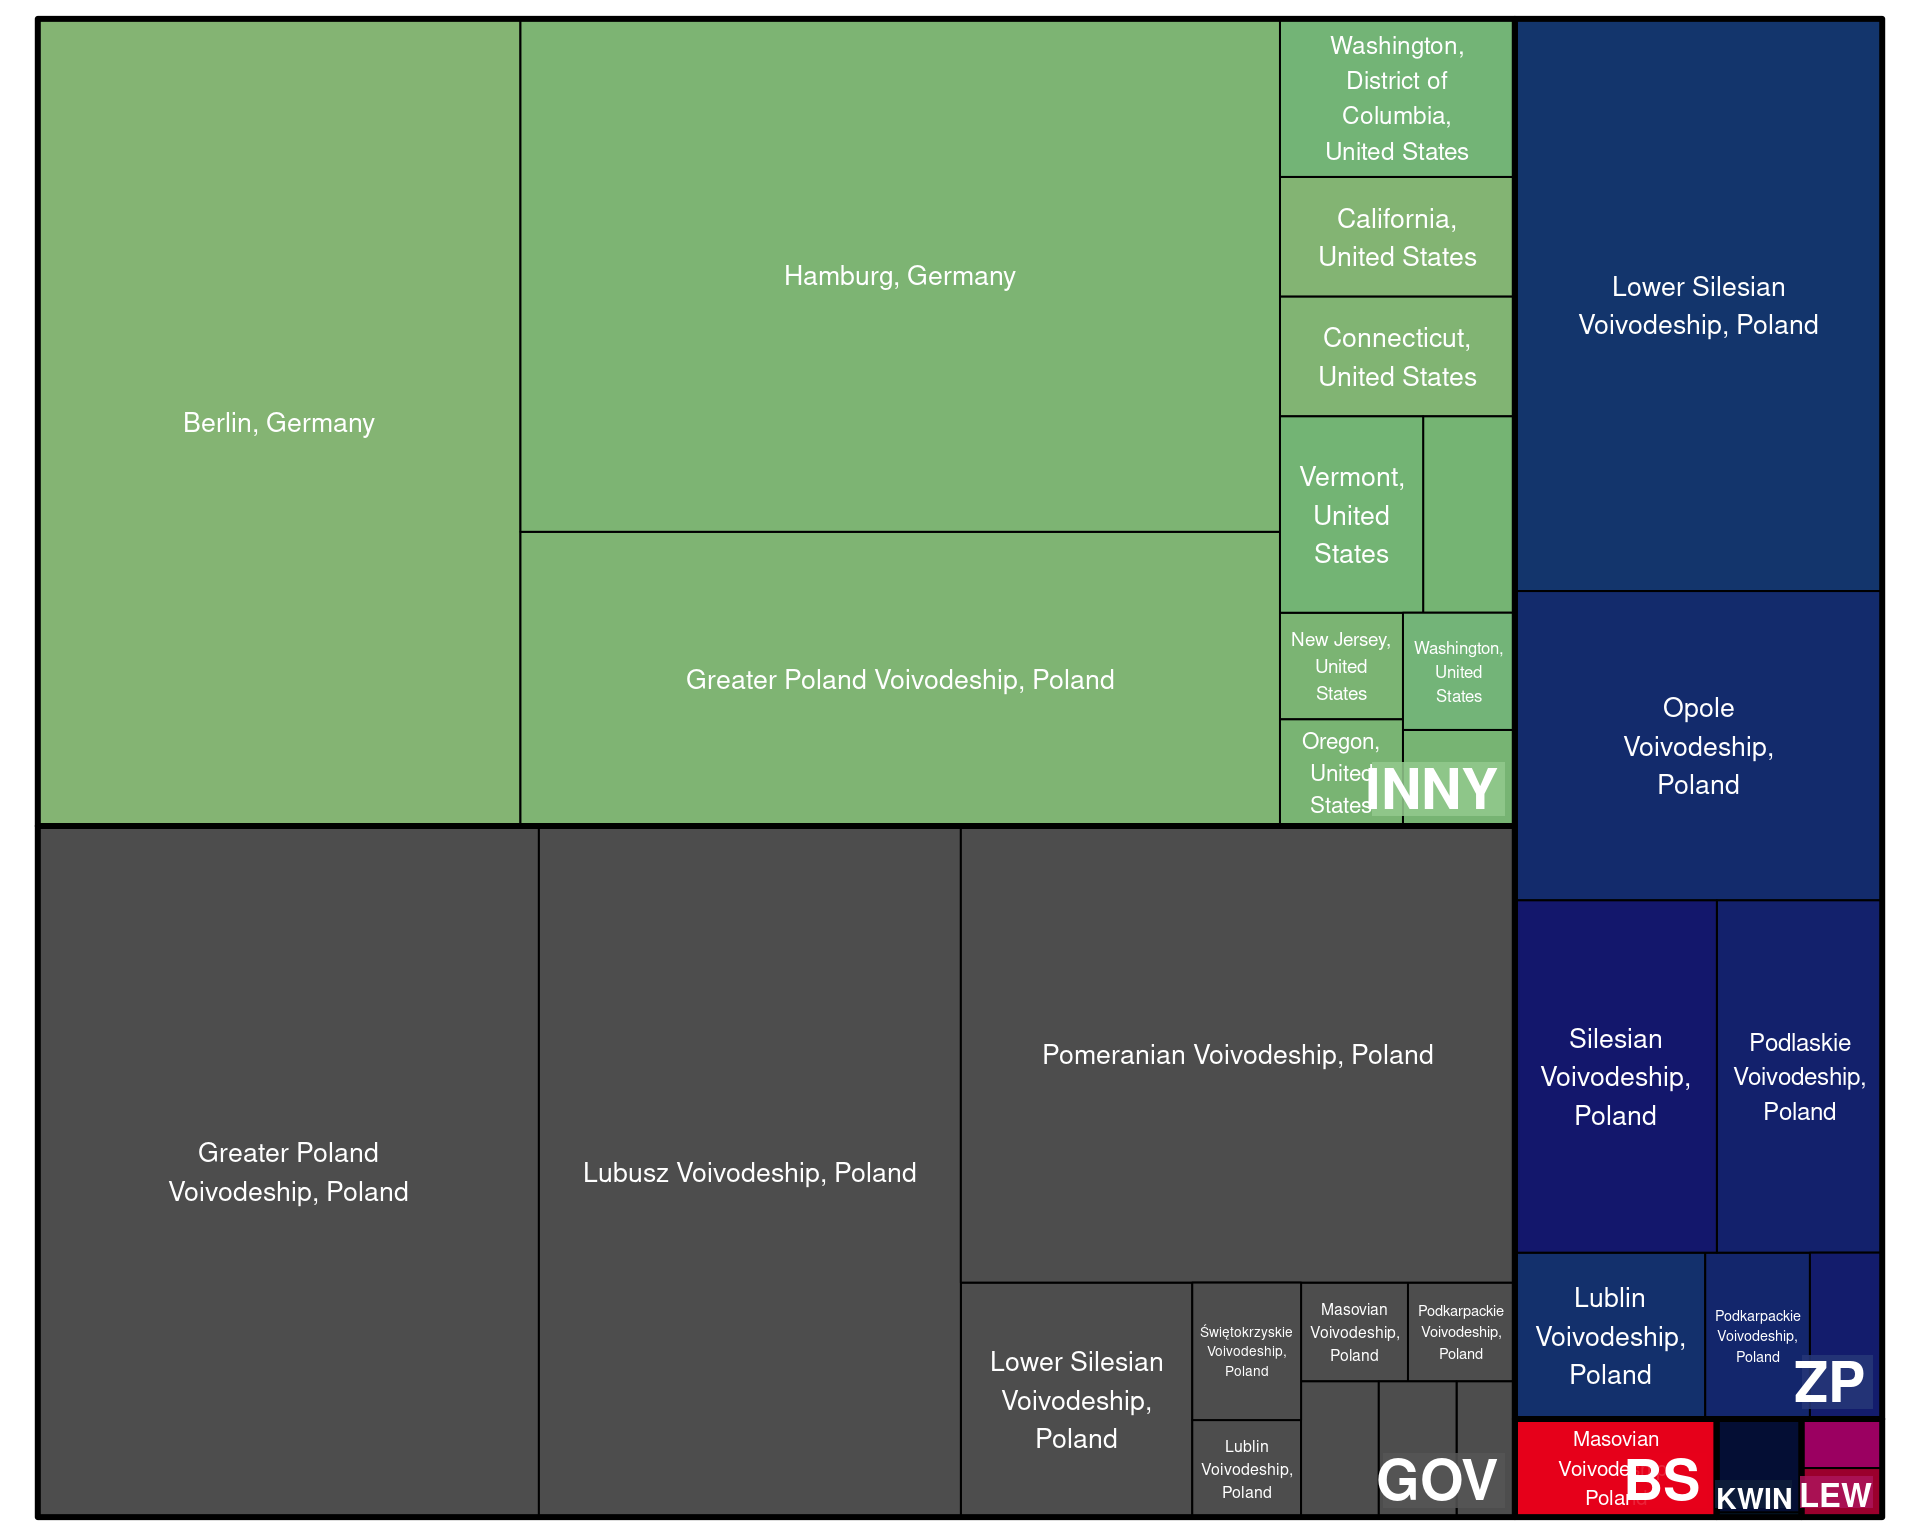 Berlin, Germany
Hamburg, Germany
Greater Poland Voivodeship, Poland
Washington,
District of
Columbia,
United States
California,
United States
Connecticut,
United States
Vermont,
United
States
New Jersey,
United
States
Washington,
United
States
Oregon,
United
States
INNY
Greater Poland
Voivodeship, Poland
Lubusz Voivodeship, Poland
Pomeranian Voivodeship, Poland
Lower Silesian
Voivodeship,
Poland
Świętokrzyskie
Voivodeship,
Poland
Lublin
Voivodeship,
Poland
Masovian
Voivodeship,
Poland
Podkarpackie
Voivodeship,
Poland
GOV
Lower Silesian
Voivodeship, Poland
Opole
Voivodeship,
Poland
Silesian
Voivodeship,
Poland
Podlaskie
Voivodeship,
Poland
Lublin
Voivodeship,
Poland
Podkarpackie
Voivodeship,
Poland
ZP
Masovian
Voivodeship,
Poland
BS
KWIN
LEW